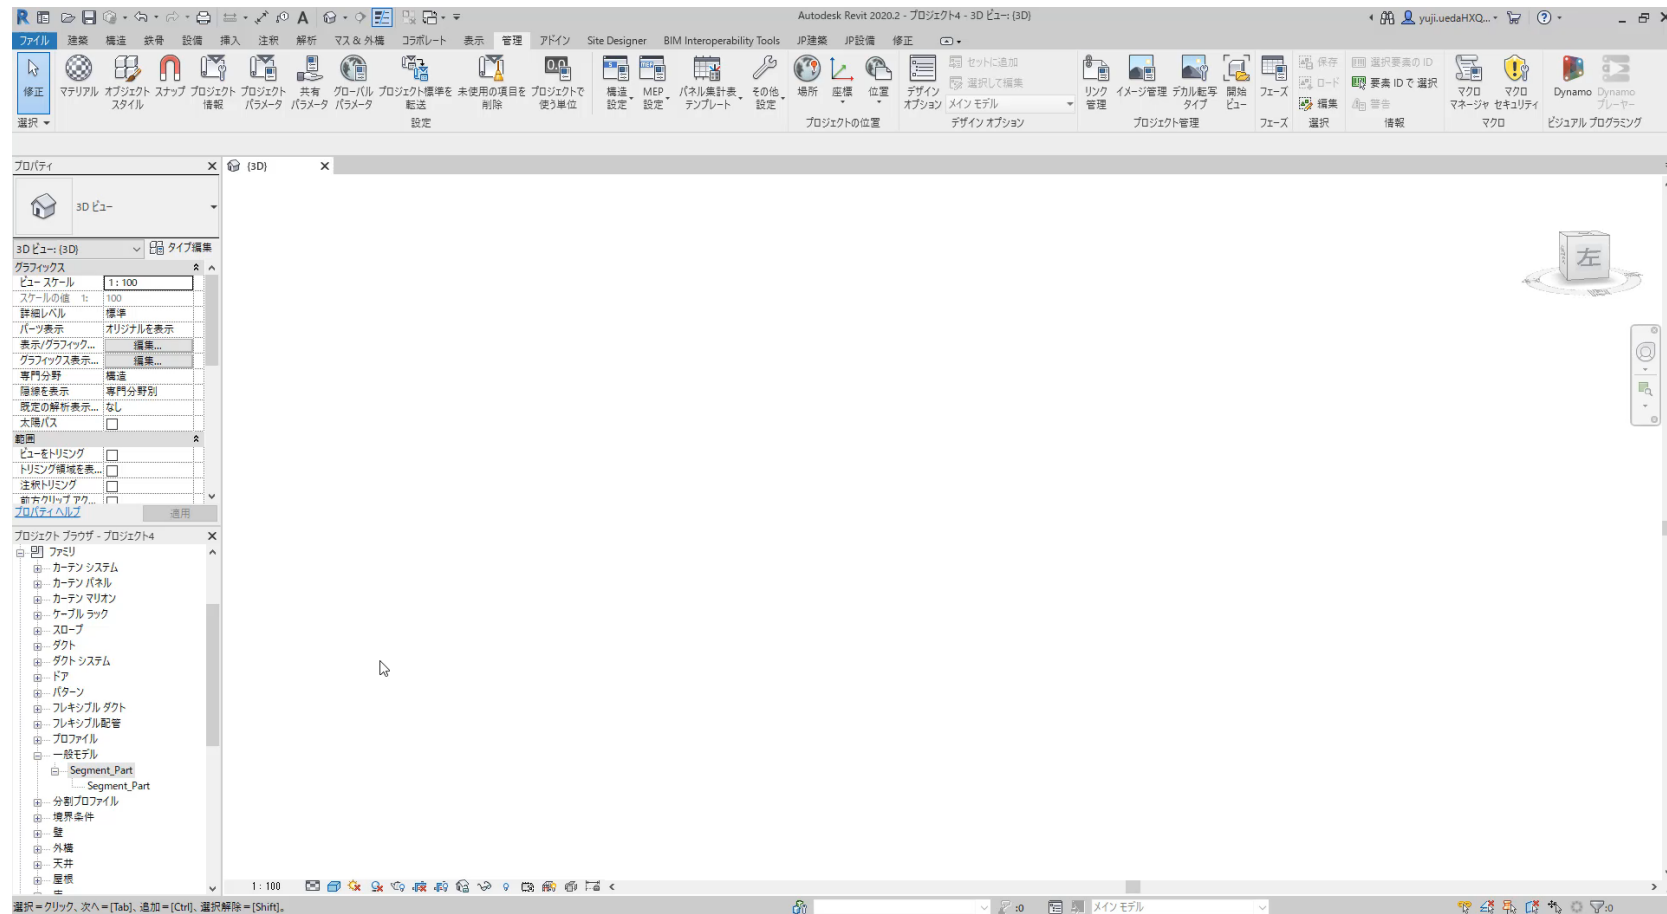 Autodesk Revit 2020.2 - プロジェクト4 - 3D ビュー: {3D}
yuji.uedaHXQ...
ファイル 建築 構造 鉄骨 設備 挿入 注釈 解析 マス & 外構 コラボレート 表示 管理 アドイン Site Designer BIM Interoperability Tools JP建築 JP設備 修正
修正
マテリアル
オブジェクト スタイル
スナップ
プロジェクト 情報
プロジェクト パラメータ
共有 パラメータ
グローバル パラメータ
プロジェクト標準を 転送
未使用の項目を 削除
プロジェクトで 使う単位
構造 設定
MEP 設定
パネル集計表 テンプレート
その他 設定
場所
座標
位置
デザイン オプション
セットに追加
選択して編集
メイン モデル
リンク 管理
イメージ管理
デカル転写 タイプ
開始 ビュー
フェーズ
保存
ロード
編集
選択要素の ID
要素 ID で 選択
警告
マクロ マネージャ
マクロ セキュリティ
Dynamo
Dynamo プレーヤー
選択 設定 プロジェクトの位置 デザイン オプション プロジェクト管理 フェーズ 選択 情報 マクロ ビジュアル プログラミング
プロパティ
{3D}
3D ビュー
3D ビュー: {3D}
タイプ編集
グラフィックス
ビュー スケール 1 : 100
スケールの値 1: 100
詳細レベル 標準
パーツ表示 オリジナルを表示
表示/グラフィック... 編集...
グラフィックス表示... 編集...
専門分野 構造
隠線を表示 専門分野別
既定の解析表示... なし
太陽パス
範囲
ビューをトリミング
トリミング領域を表...
注釈トリミング
前方クリップ アク...
プロパティ ヘルプ
適用
左
プロジェクト ブラウザ - プロジェクト4
ファミリ
カーテン システム
カーテン パネル
カーテン マリオン
ケーブル ラック
スロープ
ダクト
ダクト システム
ドア
パターン
フレキシブル ダクト
フレキシブル配管
プロファイル
一般モデル
Segment_Part
Segment_Part
分割プロファイル
境界条件
壁
外構
天井
屋根
1 : 100
選択 = クリック、次へ = [Tab]、追加 = [Ctrl]、選択解除 = [Shift]。
:0
メイン モデル
:0